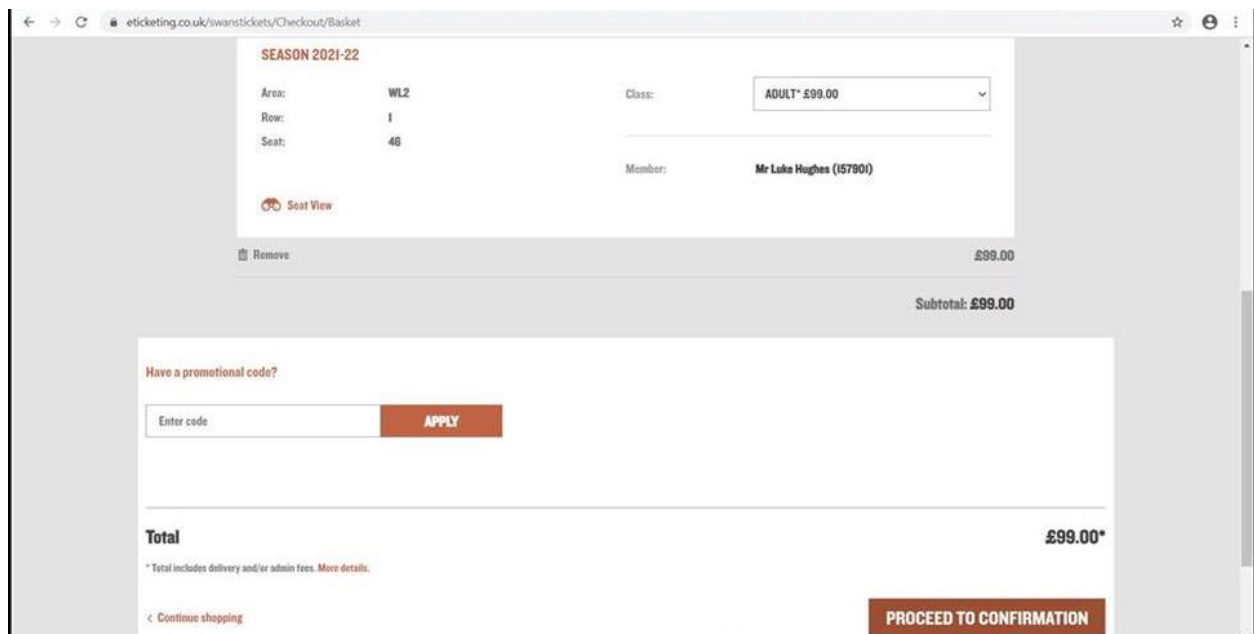 eticketing.co.uk/swanstickets/Checkout/Basket
SEASON 2021-22
Area: WL2 Class: ADULT* £99.00
Row: 1
Seat: 46
Member: Mr Luke Hughes (157901)
Seat View
Remove £99.00
Subtotal: £99.00
Have a promotional code?
Enter code APPLY
Total £99.00*
* Total includes delivery and/or admin fees. More details.
< Continue shopping PROCEED TO CONFIRMATION